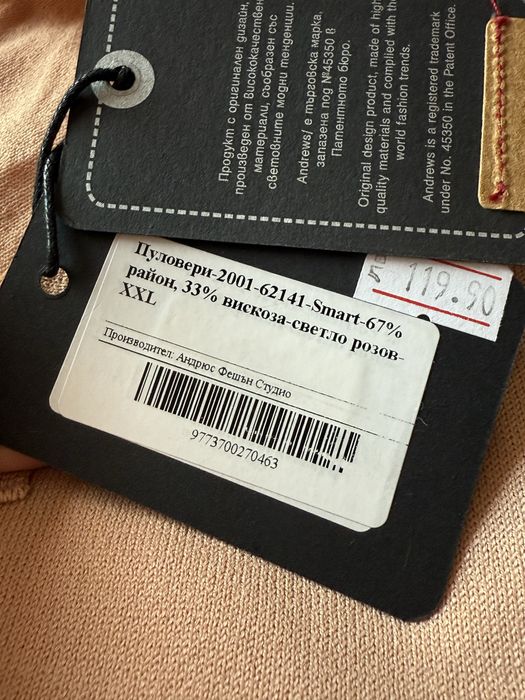 Продукт с оригинален дизайн,
произведен от висококачествени
материали, съобразен със
световните модни тенденции.
Andrews/ е търговска марка,
запазена под №45350 в
Патентното бюро.
Original design product, made of high
quality materials and complied with the
world fashion trends.
Andrews is a registered trademark
under No. 45350 in the Patent Office.
119.90
Пуловери-2001-62141-Smart-67%
район, 33% вискоза-светло розов-
XXL
Производител: Андрюс Фешън Студио
9773700270463